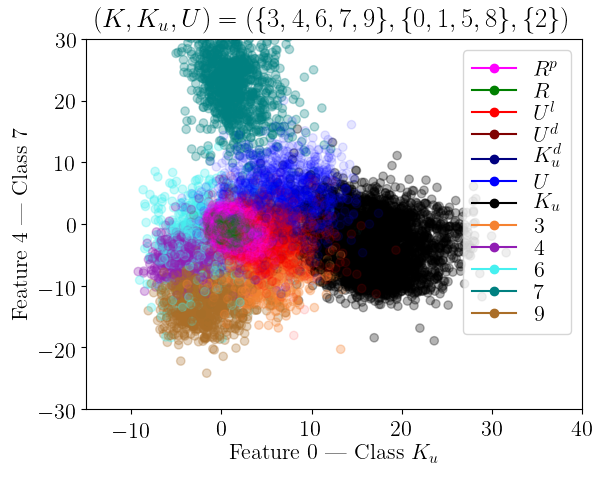 (K, K_u, U) = ({3, 4, 6, 7, 9}, {0, 1, 5, 8}, {2})
30
20
10
0
−10
−20
−30
Feature 4 — Class 7
R^p
R
U^l
U^d
K_u^d
U
K_u
3
4
6
7
9
−10
0
10
20
30
40
Feature 0 — Class K_u